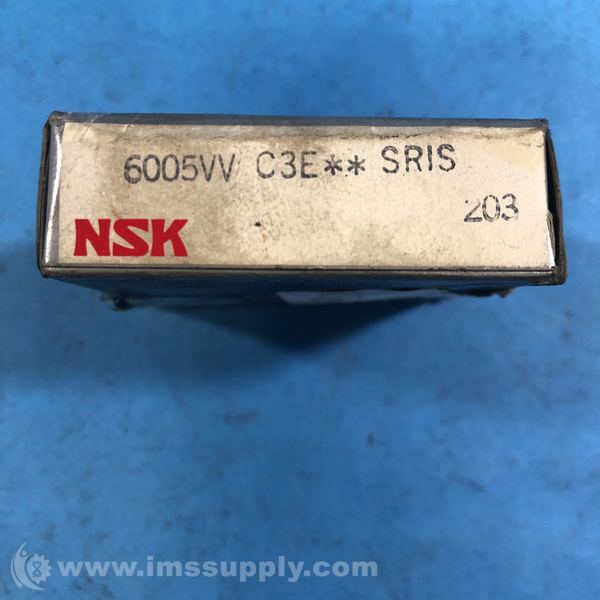 6005VV C3E** SRIS
203
NSK
www.imssupply.com